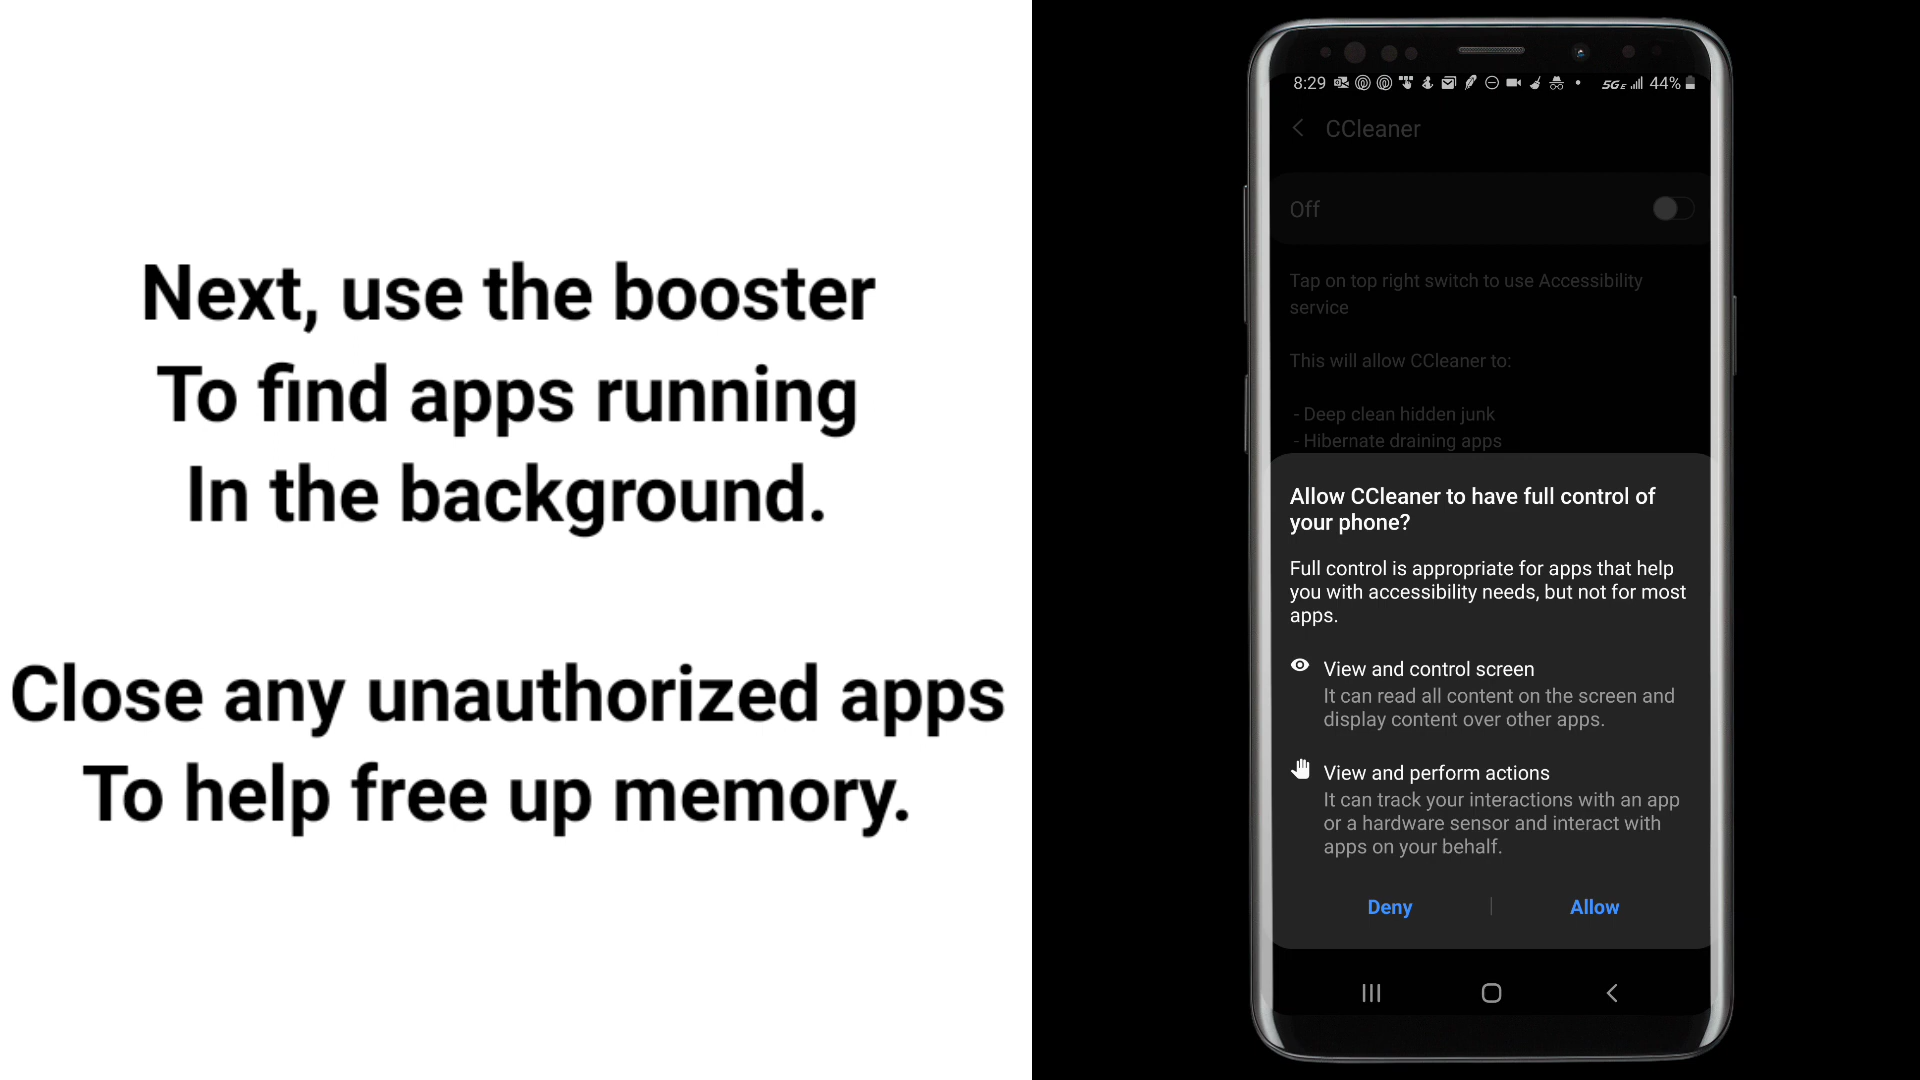 Next, use the booster
To find apps running
In the background.
Close any unauthorized apps
To help free up memory.
8:29
5GE 44%
CCleaner
Off
Tap on top right switch to use Accessibility
service
This will allow CCleaner to:
- Deep clean hidden junk
- Hibernate draining apps
Allow CCleaner to have full control of
your phone?
Full control is appropriate for apps that help
you with accessibility needs, but not for most
apps.
View and control screen
It can read all content on the screen and
display content over other apps.
View and perform actions
It can track your interactions with an app
or a hardware sensor and interact with
apps on your behalf.
Deny | Allow